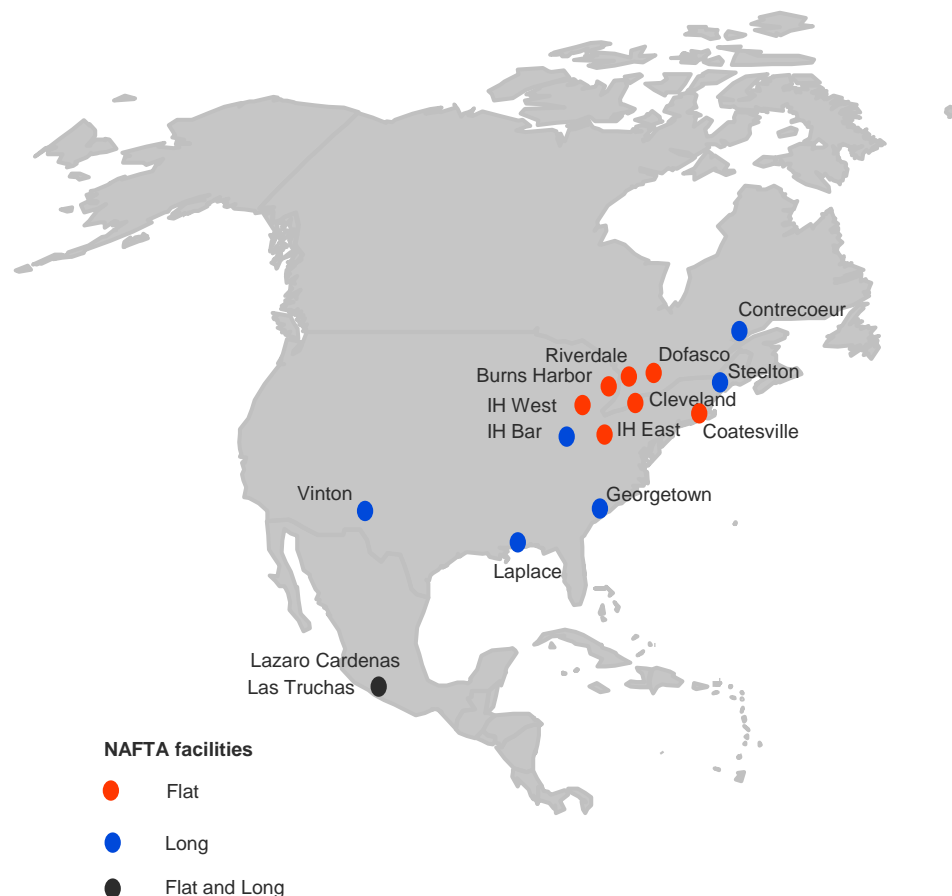 Contrecoeur
Riverdale
Dofasco
Burns Harbor
Steelton
IH West
Cleveland
IH Bar
IH East
Coatesville
Vinton
Georgetown
Laplace
Lazaro Cardenas
Las Truchas
NAFTA facilities
Flat
Long
Flat and Long